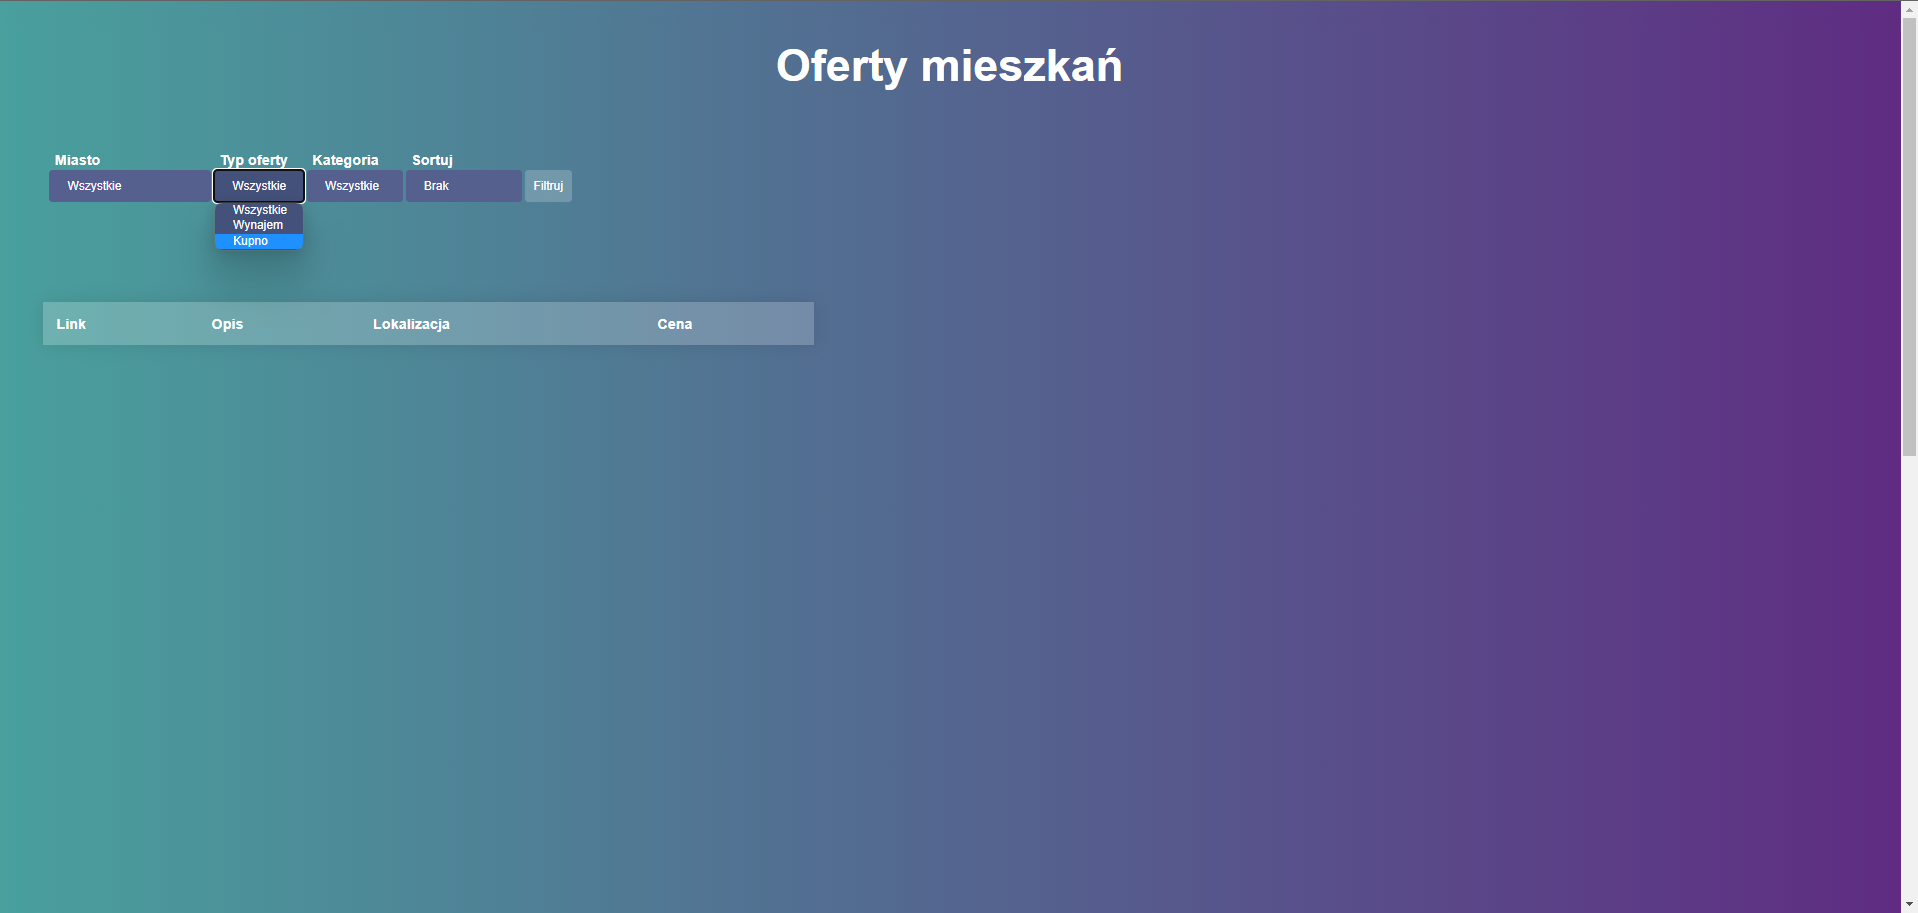 Oferty mieszkań
Miasto Typ oferty Kategoria Sortuj
Wszystkie Wszystkie Wszystkie Brak Filtruj
Wszystkie
Wynajem
Kupno
Link Opis Lokalizacja Cena